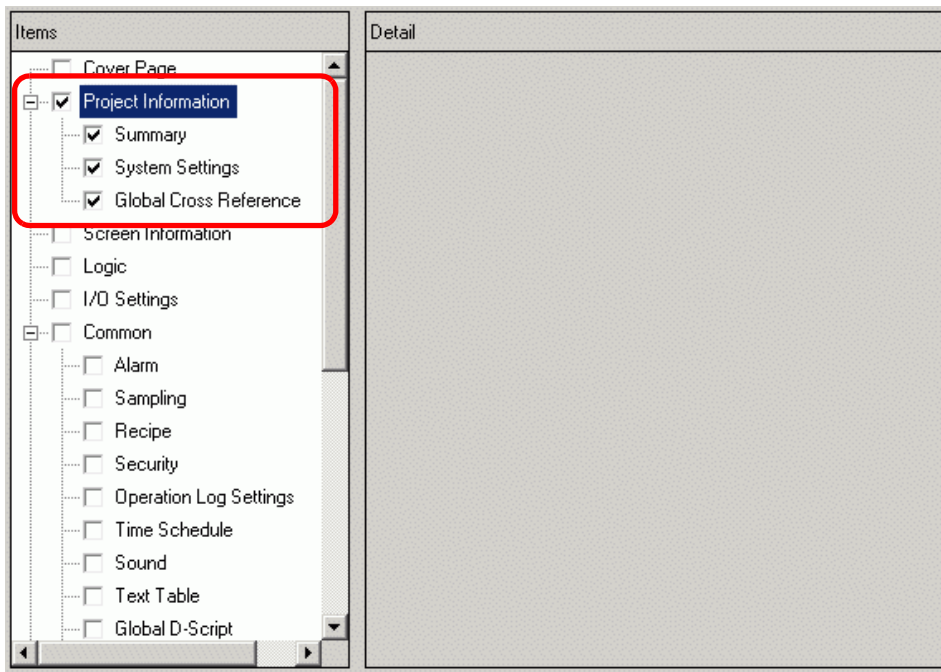 Items
Detail
Cover Page
Project Information
Summary
System Settings
Global Cross Reference
Screen Information
Logic
I/O Settings
Common
Alarm
Sampling
Recipe
Security
Operation Log Settings
Time Schedule
Sound
Text Table
Global D-Script